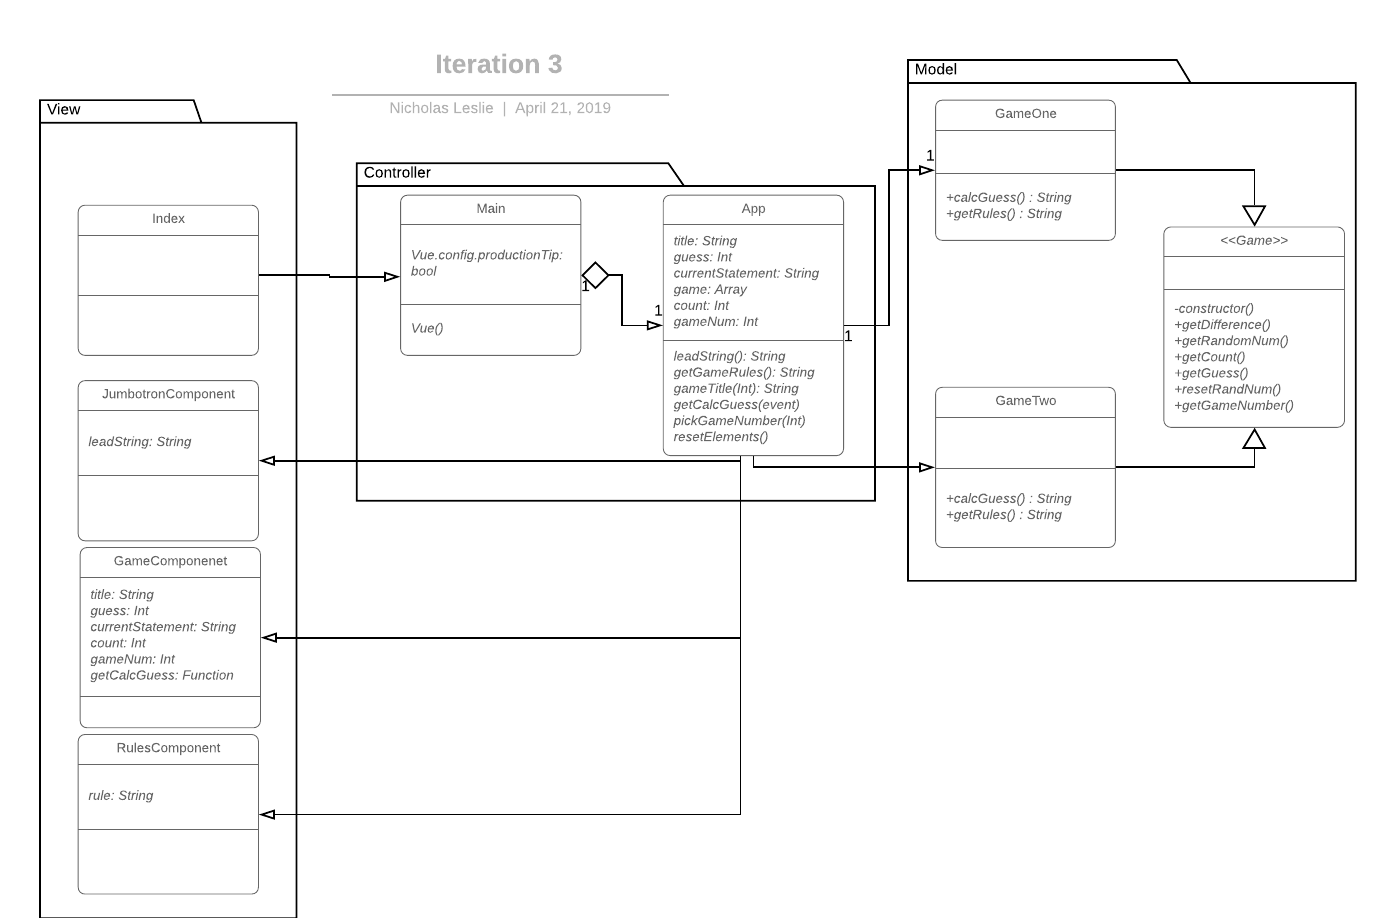 Iteration 3
Nicholas Leslie | April 21, 2019
View
Index
JumbotronComponent
leadString: String
GameComponenet
title: String
guess: Int
currentStatement: String
count: Int
gameNum: Int
getCalcGuess: Function
RulesComponent
rule: String
Controller
Main
Vue.config.productionTip:
bool
Vue()
1
1
App
title: String
guess: Int
currentStatement: String
game: Array
count: Int
gameNum: Int
leadString(): String
getGameRules(): String
gameTitle(Int): String
getCalcGuess(event)
pickGameNumber(Int)
resetElements()
1
1
Model
GameOne
+calcGuess() : String
+getRules() : String
GameTwo
+calcGuess() : String
+getRules() : String
<<Game>>
-constructor()
+getDifference()
+getRandomNum()
+getCount()
+getGuess()
+resetRandNum()
+getGameNumber()